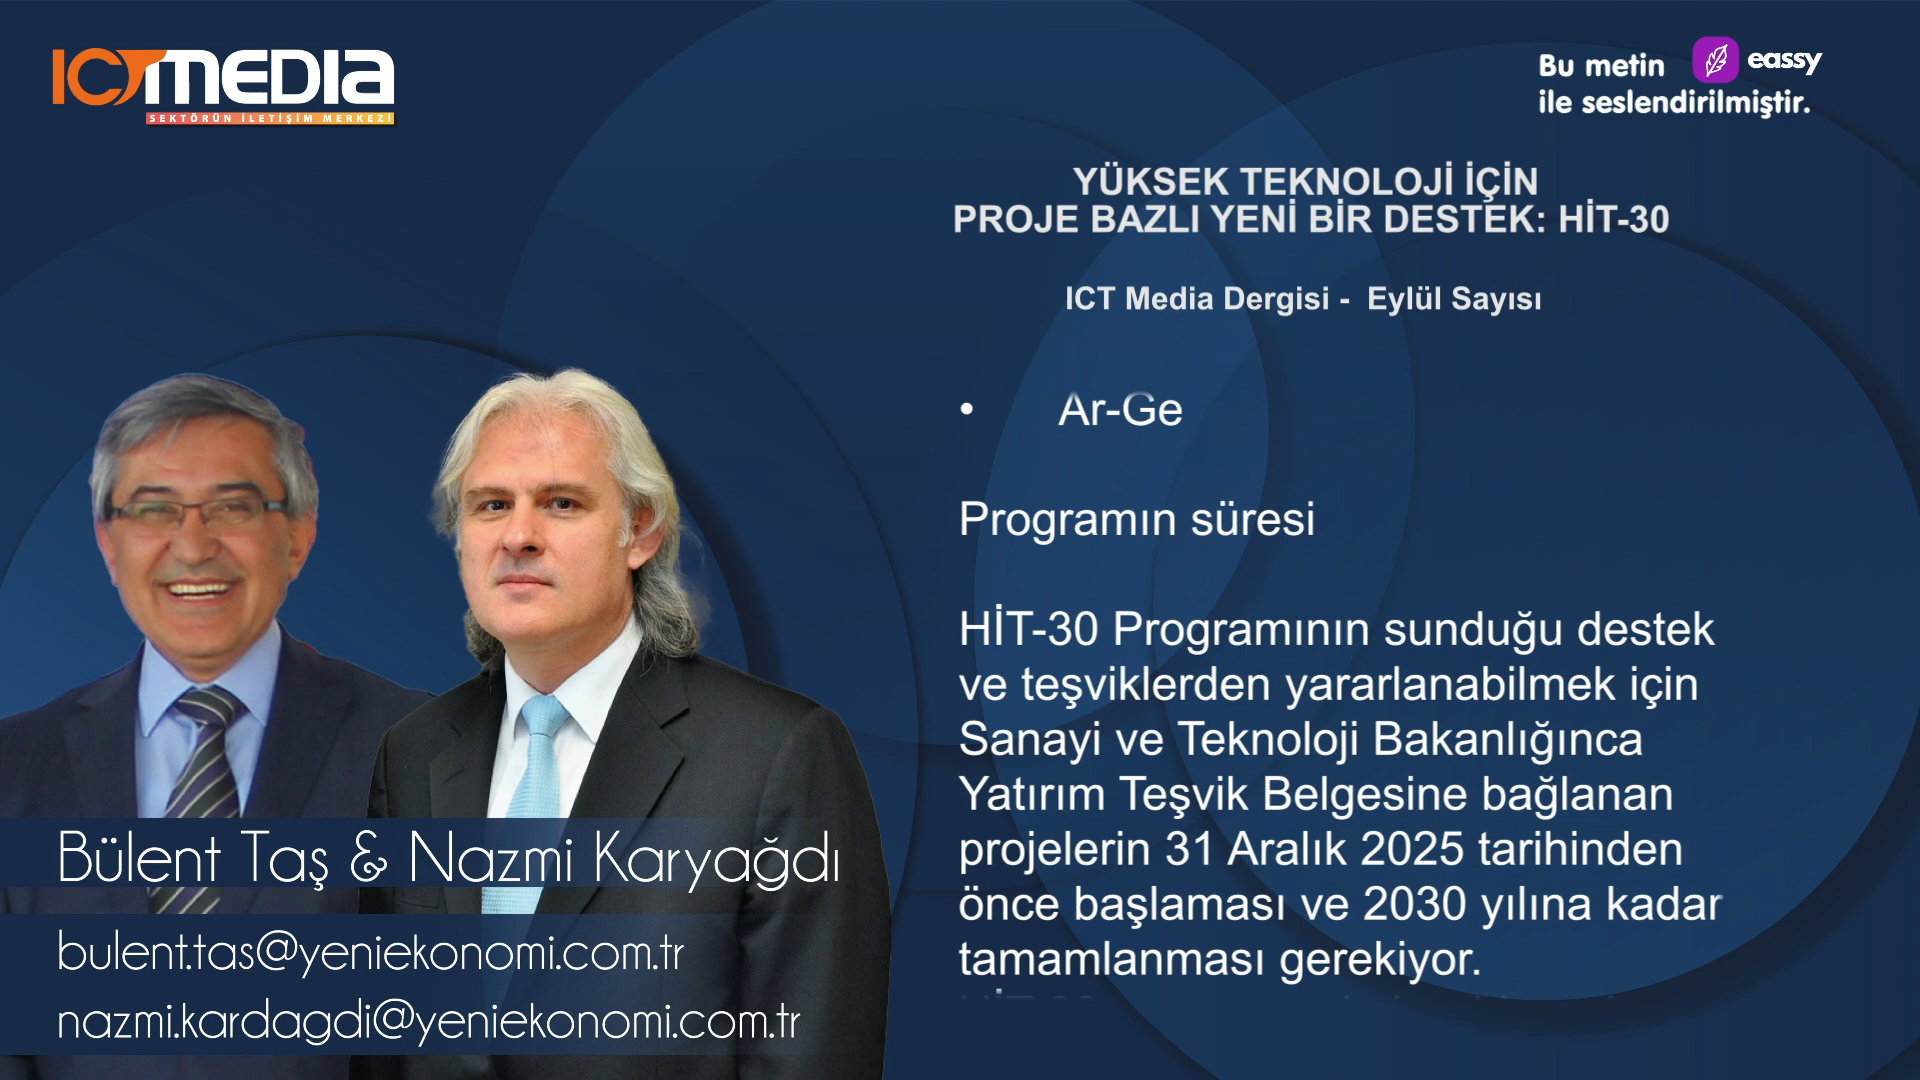 ICTMEDIA
SEKTÖRÜN İLETİŞİM MERKEZİ
Bu metin eassy
ile seslendirilmiştir.
YÜKSEK TEKNOLOJİ İÇİN
PROJE BAZLI YENİ BİR DESTEK: HİT-30
ICT Media Dergisi - Eylül Sayısı
• Ar-Ge
Programın süresi
HİT-30 Programının sunduğu destek
ve teşviklerden yararlanabilmek için
Sanayi ve Teknoloji Bakanlığınca
Yatırım Teşvik Belgesine bağlanan
projelerin 31 Aralık 2025 tarihinden
önce başlaması ve 2030 yılına kadar
tamamlanması gerekiyor.
Bülent Taş & Nazmi Karyağdı
bulent.tas@yeniekonomi.com.tr
nazmi.kardagdi@yeniekonomi.com.tr